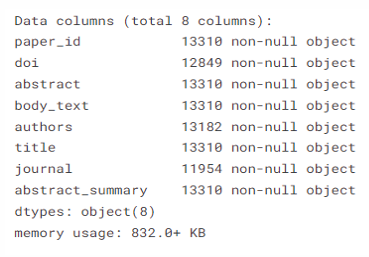 Data columns (total 8 columns):
paper_id 13310 non-null object
doi 12849 non-null object
abstract 13310 non-null object
body_text 13310 non-null object
authors 13182 non-null object
title 13310 non-null object
journal 11954 non-null object
abstract_summary 13310 non-null object
dtypes: object(8)
memory usage: 832.0+ KB